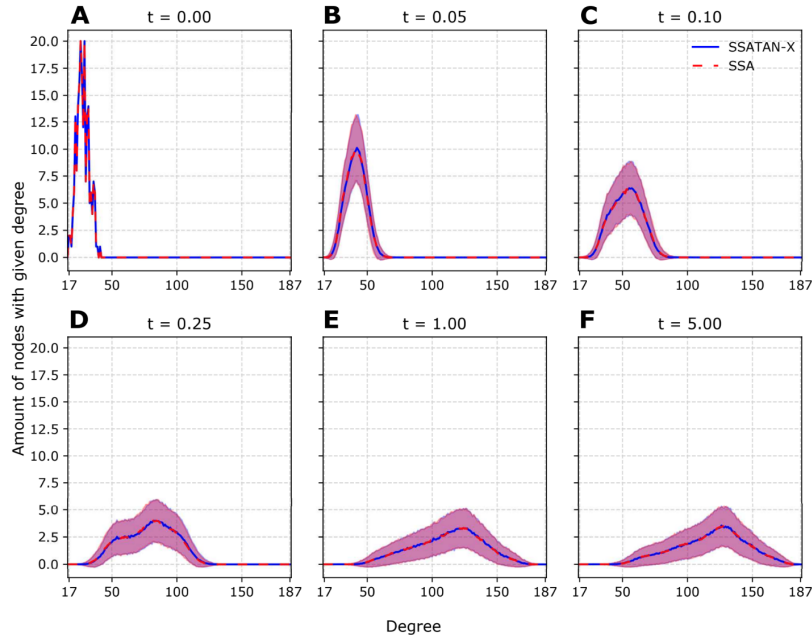 A
t = 0.00
B
t = 0.05
C
t = 0.10
20.0
17.5
15.0
12.5
10.0
7.5
5.0
2.5
0.0
SSATAN-X
SSA
17 50 100 150 187
17 50 100 150 187
17 50 100 150 187
Amount of nodes with given degree
D
t = 0.25
E
t = 1.00
F
t = 5.00
20.0
17.5
15.0
12.5
10.0
7.5
5.0
2.5
0.0
17 50 100 150 187
17 50 100 150 187
17 50 100 150 187
Degree